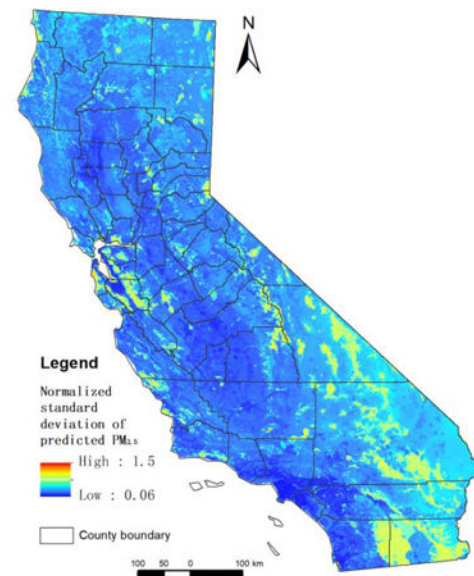 N
Legend
Normalized
standard
deviation of
predicted PM2.5
High : 1.5
Low : 0.06
County boundary
100 50 0 100 km